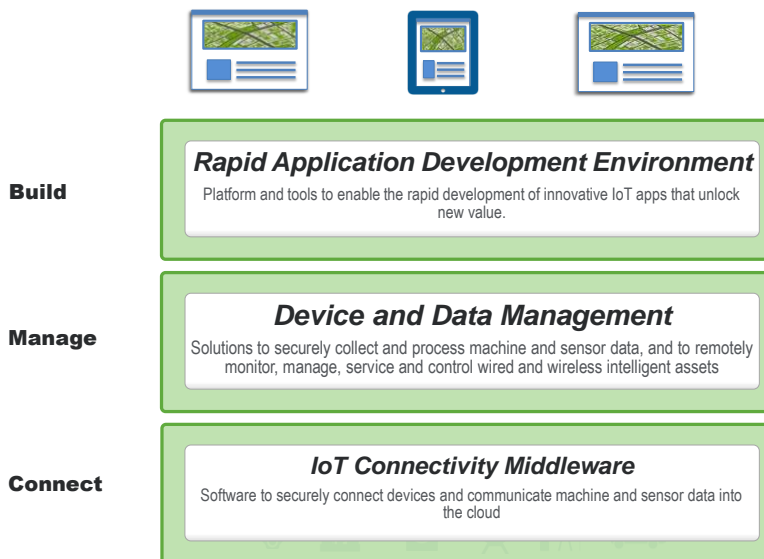 Build
Rapid Application Development Environment
Platform and tools to enable the rapid development of innovative IoT apps that unlock
new value.
Manage
Device and Data Management
Solutions to securely collect and process machine and sensor data, and to remotely
monitor, manage, service and control wired and wireless intelligent assets
Connect
IoT Connectivity Middleware
Software to securely connect devices and communicate machine and sensor data into
the cloud